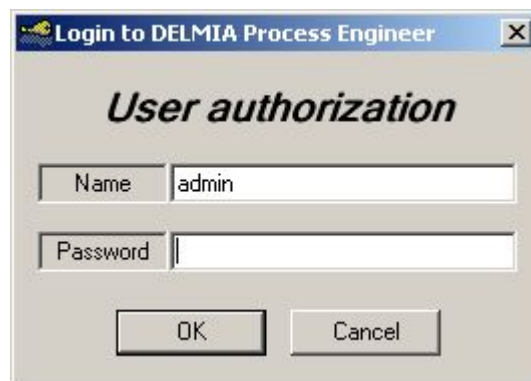 Login to DELMIA Process Engineer
User authorization
Name admin
Password
OK Cancel